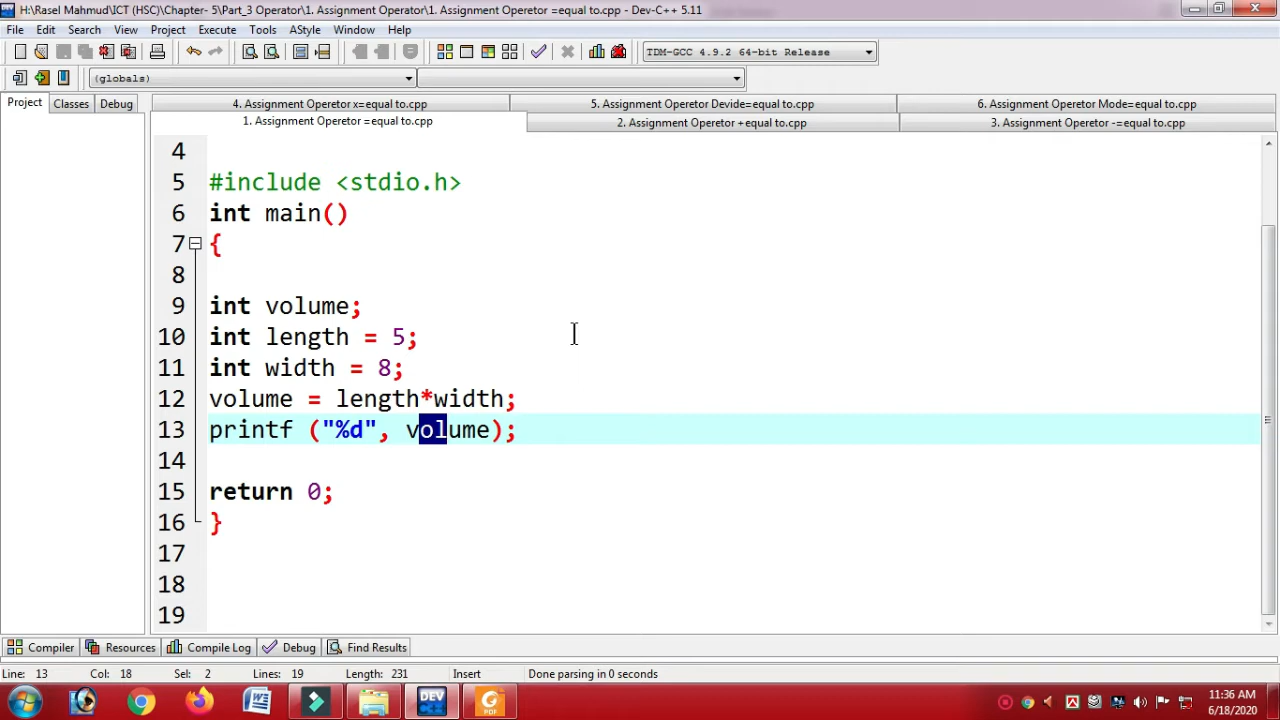 H:\Rasel Mahmud\ICT (HSC)\Chapter- 5\Part_3 Operator\1. Assignment Operator\1. Assignment Operetor =equal to.cpp - Dev-C++ 5.11
File Edit Search View Project Execute Tools AStyle Window Help
TDM-GCC 4.9.2 64-bit Release
(globals)
Project Classes Debug
4. Assignment Operetor x=equal to.cpp 5. Assignment Operetor Devide=equal to.cpp 6. Assignment Operetor Mode=equal to.cpp
1. Assignment Operetor =equal to.cpp 2. Assignment Operetor +equal to.cpp 3. Assignment Operetor -=equal to.cpp
4
5 #include <stdio.h>
6 int main()
7 {
8
9 int volume;
10 int length = 5;
11 int width = 8;
12 volume = length*width;
13 printf ("%d", volume);
14
15 return 0;
16 }
17
18
19
Compiler Resources Compile Log Debug Find Results
Line: 13 Col: 18 Sel: 2 Lines: 19 Length: 231 Insert Done parsing in 0 seconds
DEV C++ PDF
11:36 AM
6/18/2020